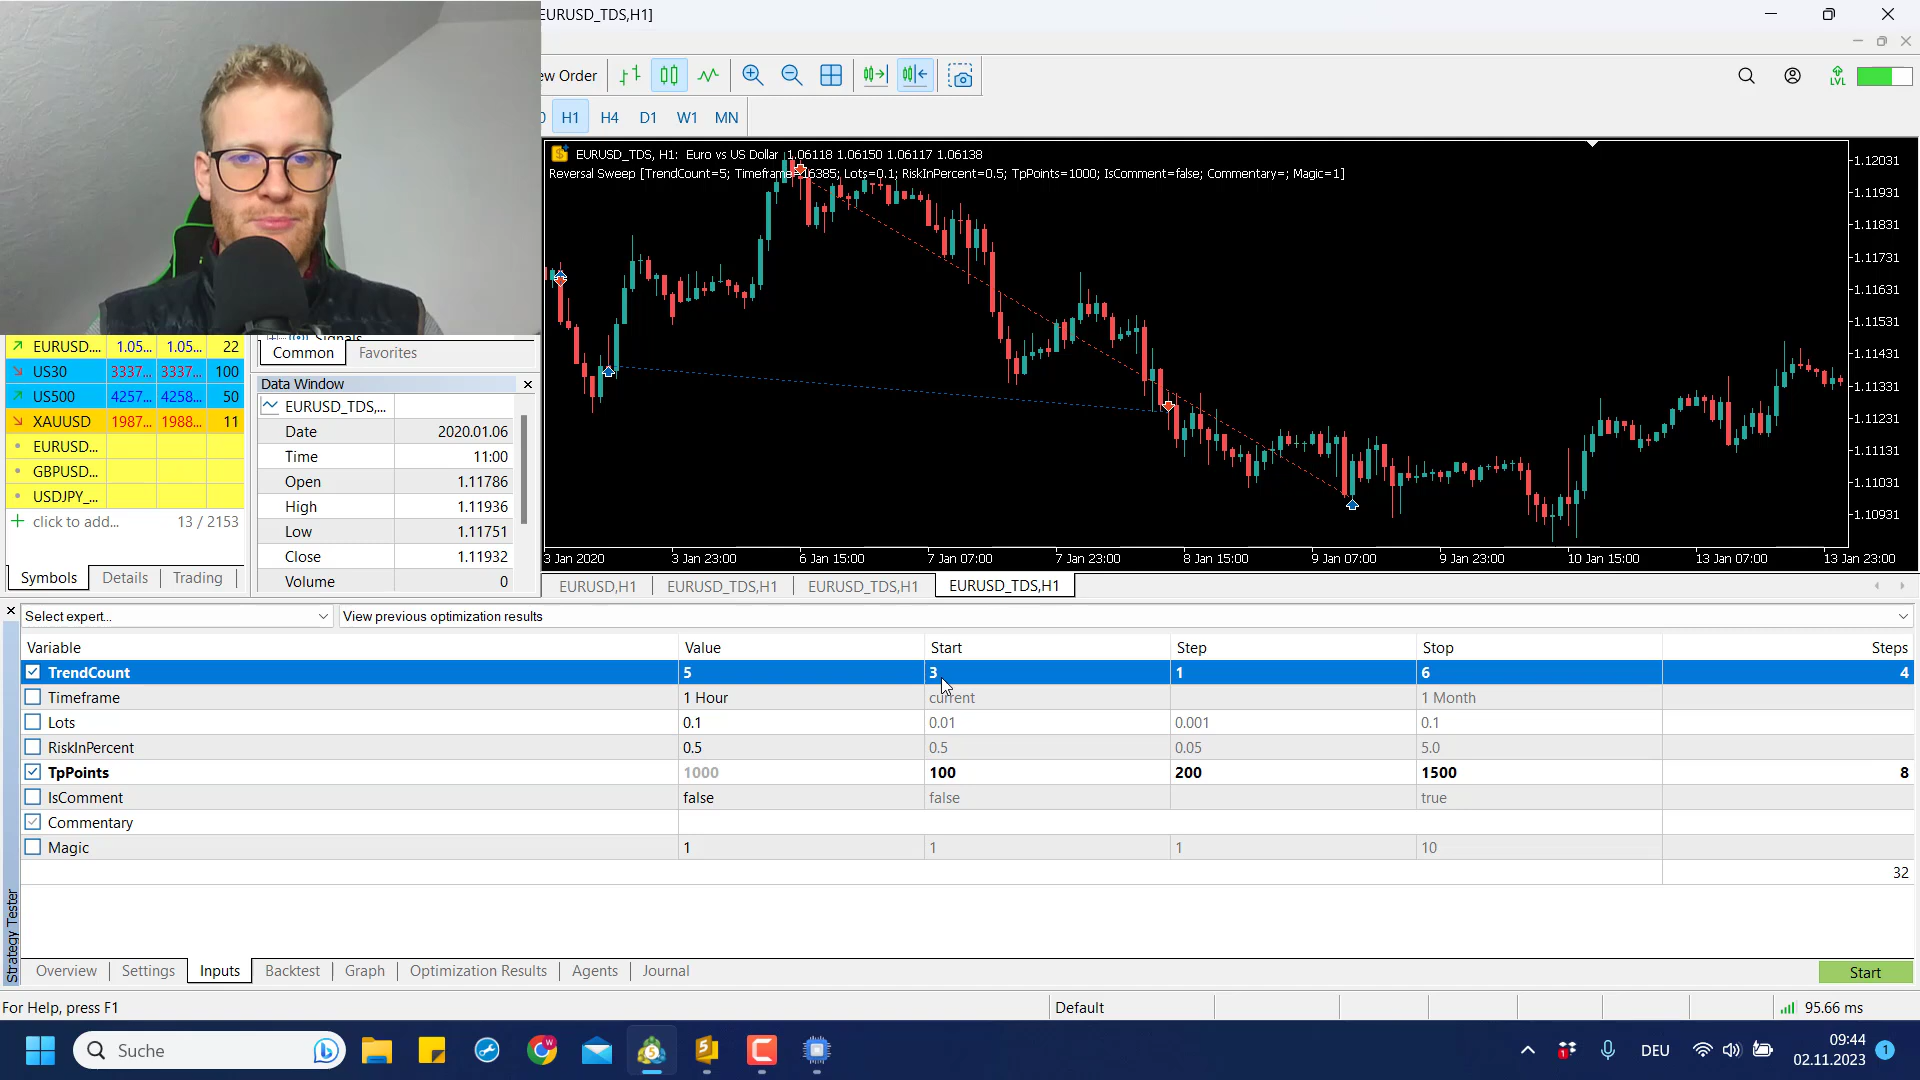 EURUSD_TDS,H1]
ew Order
LVL
H1 H4 D1 W1 MN
EURUSD_TDS, H1: Euro vs US Dollar 1.06118 1.06150 1.06117 1.06138
Reversal Sweep [TrendCount=5; Timeframe=16385; Lots=0.1; RiskInPercent=0.5; TpPoints=1000; IsComment=false; Commentary=; Magic=1]
1.12031
1.11931
1.11831
1.11731
1.11631
1.11531
1.11431
1.11331
1.11231
1.11131
1.11031
1.10931
3 Jan 2020 3 Jan 23:00 6 Jan 15:00 7 Jan 07:00 7 Jan 23:00 8 Jan 15:00 9 Jan 07:00 9 Jan 23:00 10 Jan 15:00 13 Jan 07:00 13 Jan 23:00
EURUSD,H1 EURUSD_TDS,H1 EURUSD_TDS,H1 EURUSD_TDS,H1
EURUSD.... 1.05... 1.05... 22
US30 3337... 3337... 100
US500 4257... 4258... 50
XAUUSD 1987... 1988... 11
EURUSD...
GBPUSD...
USDJPY_...
click to add... 13 / 2153
Symbols Details Trading
Signals
Common Favorites
Data Window
EURUSD_TDS,...
Date 2020.01.06
Time 11:00
Open 1.11786
High 1.11936
Low 1.11751
Close 1.11932
Volume 0
Select expert... View previous optimization results
Variable Value Start Step Stop Steps
TrendCount 5 3 1 6 4
Timeframe 1 Hour current 1 Month
Lots 0.1 0.01 0.001 0.1
RiskInPercent 0.5 0.5 0.05 5.0
TpPoints 1000 100 200 1500 8
IsComment false false true
Commentary
Magic 1 1 1 10
32
Strategy Tester
Overview Settings Inputs Backtest Graph Optimization Results Agents Journal Start
For Help, press F1 Default 95.66 ms
Suche DEU 09:44
02.11.2023 1